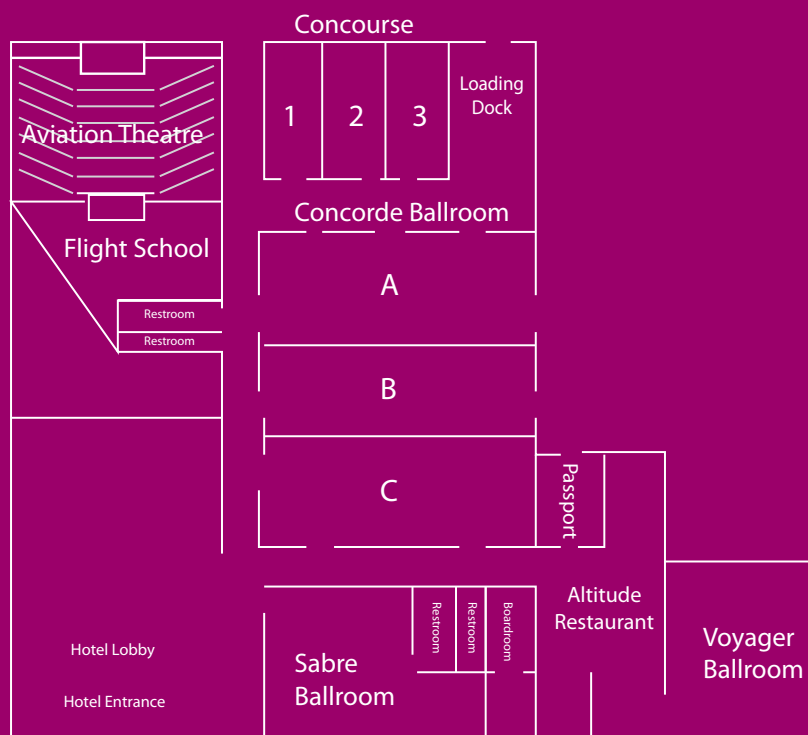 Concourse
1
2
3
Loading
Dock
Aviation Theatre
Concorde Ballroom
Flight School
A
Restroom
Restroom
B
C
Passport
Altitude
Restaurant
Restroom
Restroom
Boardroom
Voyager
Ballroom
Hotel Lobby
Sabre
Ballroom
Hotel Entrance